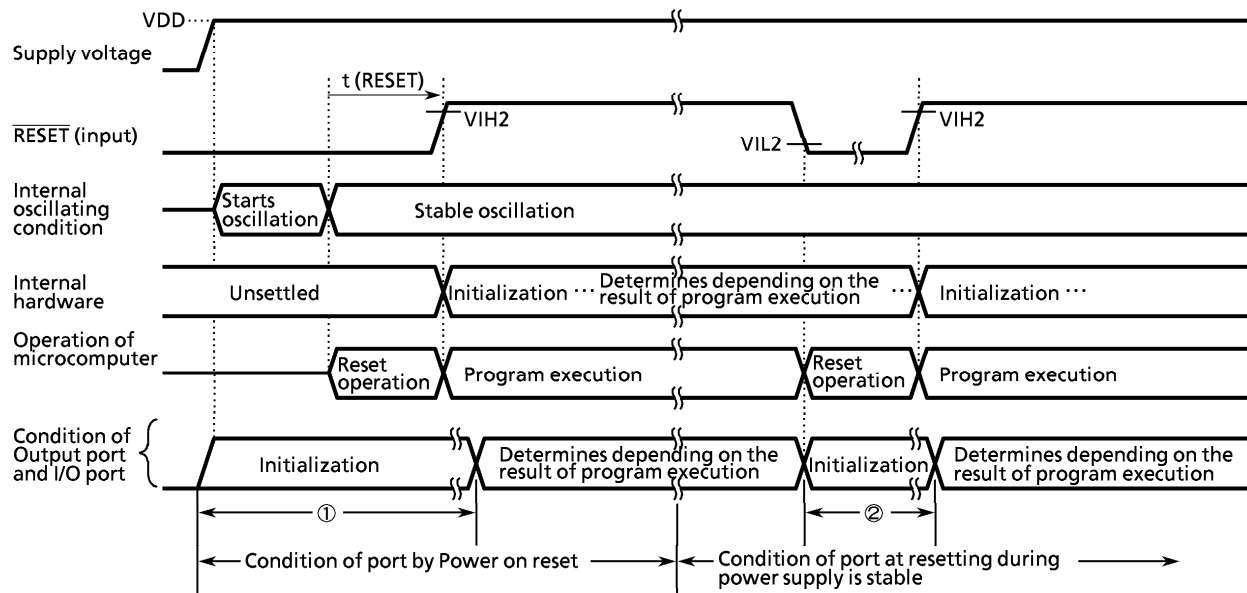 VDD
Supply voltage
t (RESET)
RESET (input)
VIH2
VIL2
VIH2
Internal
oscillating
condition
Starts
oscillation
Stable oscillation
Internal
hardware
Unsettled
Initialization ⋯ Determines depending on the
result of program execution ⋯
Initialization ⋯
Operation of
microcomputer
Reset
operation
Program execution
Reset
operation
Program execution
Condition of
Output port
and I/O port
Initialization
Determines depending on the
result of program execution
Initialization
Determines depending on the
result of program execution
①
②
Condition of port by Power on reset
Condition of port at resetting during
power supply is stable